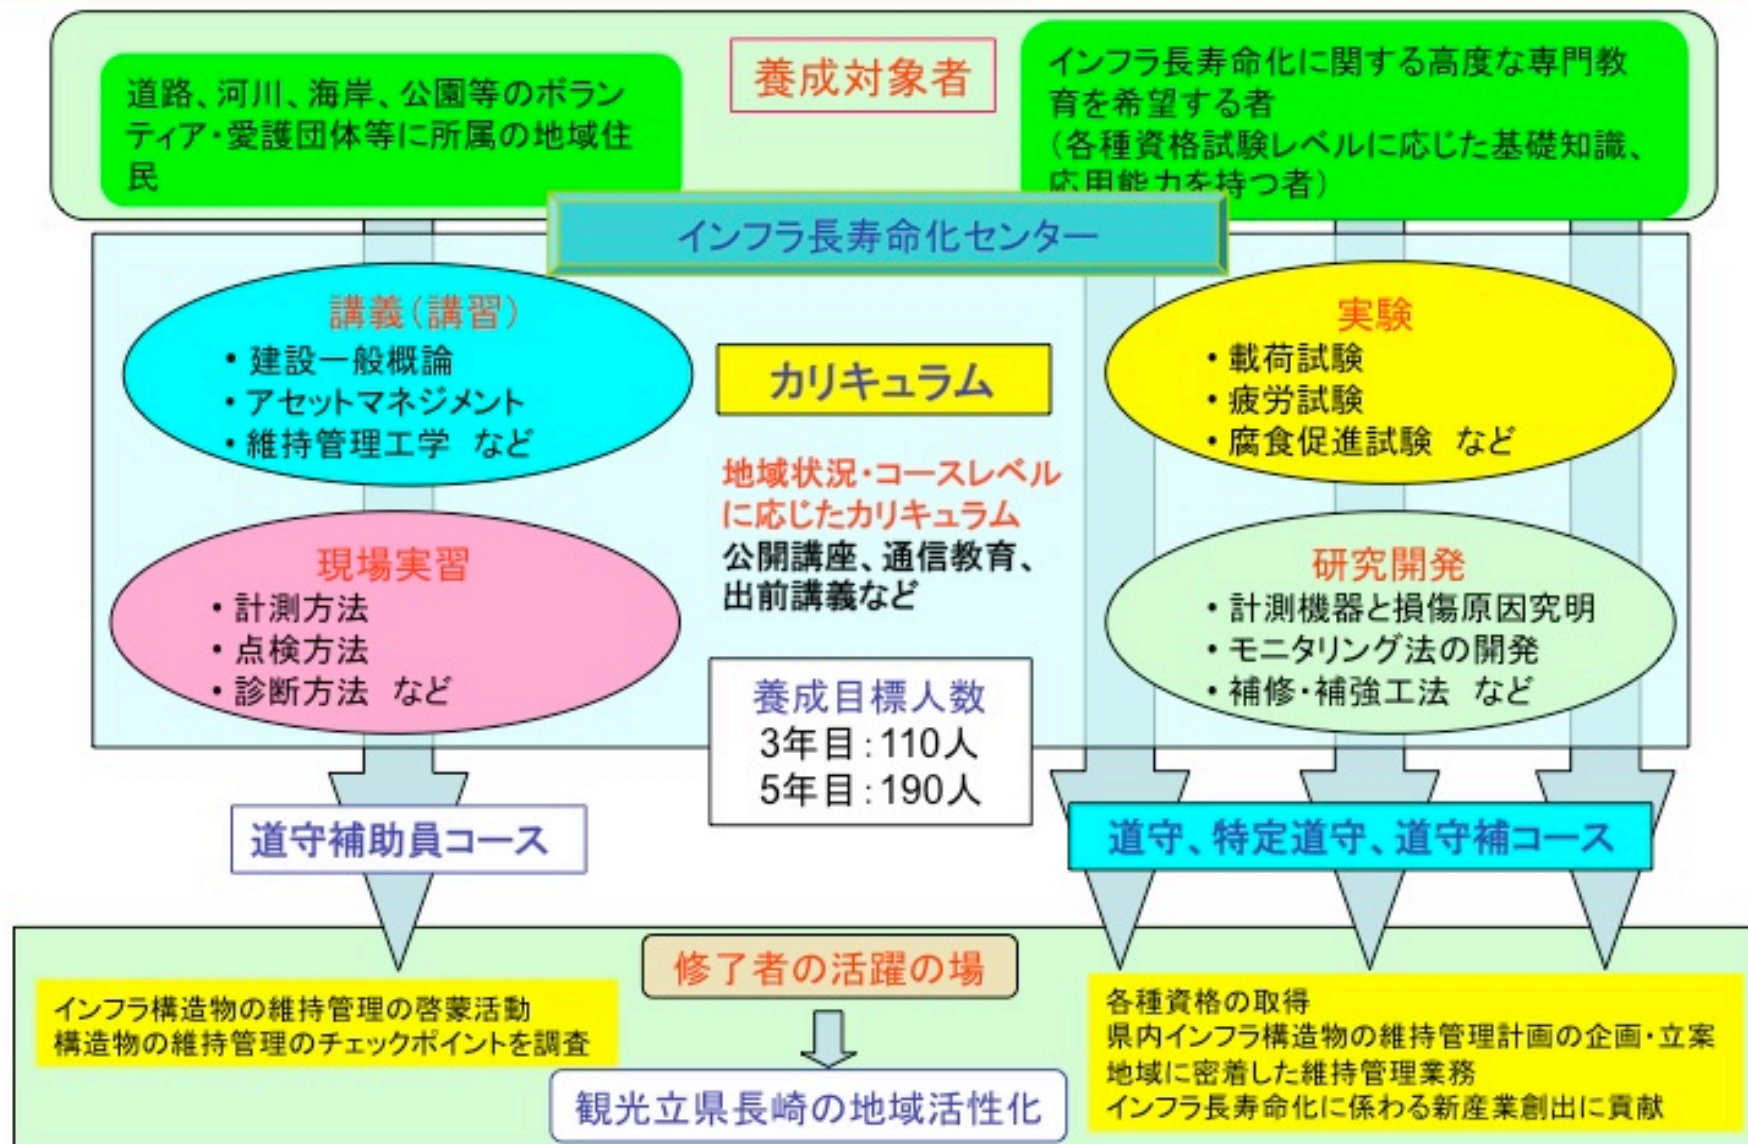 養成対象者
道路、河川、海岸、公園等のボラン
ティア・愛護団体等に所属の地域住
民
インフラ長寿命化に関する高度な専門教
育を希望する者
（各種資格試験レベルに応じた基礎知識、
応用能力を持つ者）
インフラ長寿命化センター
講義（講習）
・建設一般概論
・アセットマネジメント
・維持管理工学 など
現場実習
・計測方法
・点検方法
・診断方法 など
カリキュラム
地域状況・コースレベル
に応じたカリキュラム
公開講座、通信教育、
出前講義など
養成目標人数
3年目：110人
5年目：190人
実験
・載荷試験
・疲労試験
・腐食促進試験 など
研究開発
・計測機器と損傷原因究明
・モニタリング法の開発
・補修・補強工法 など
道守補助員コース
道守、特定道守、道守補コース
修了者の活躍の場
インフラ構造物の維持管理の啓蒙活動
構造物の維持管理のチェックポイントを調査
観光立県長崎の地域活性化
各種資格の取得
県内インフラ構造物の維持管理計画の企画・立案
地域に密着した維持管理業務
インフラ長寿命化に係わる新産業創出に貢献